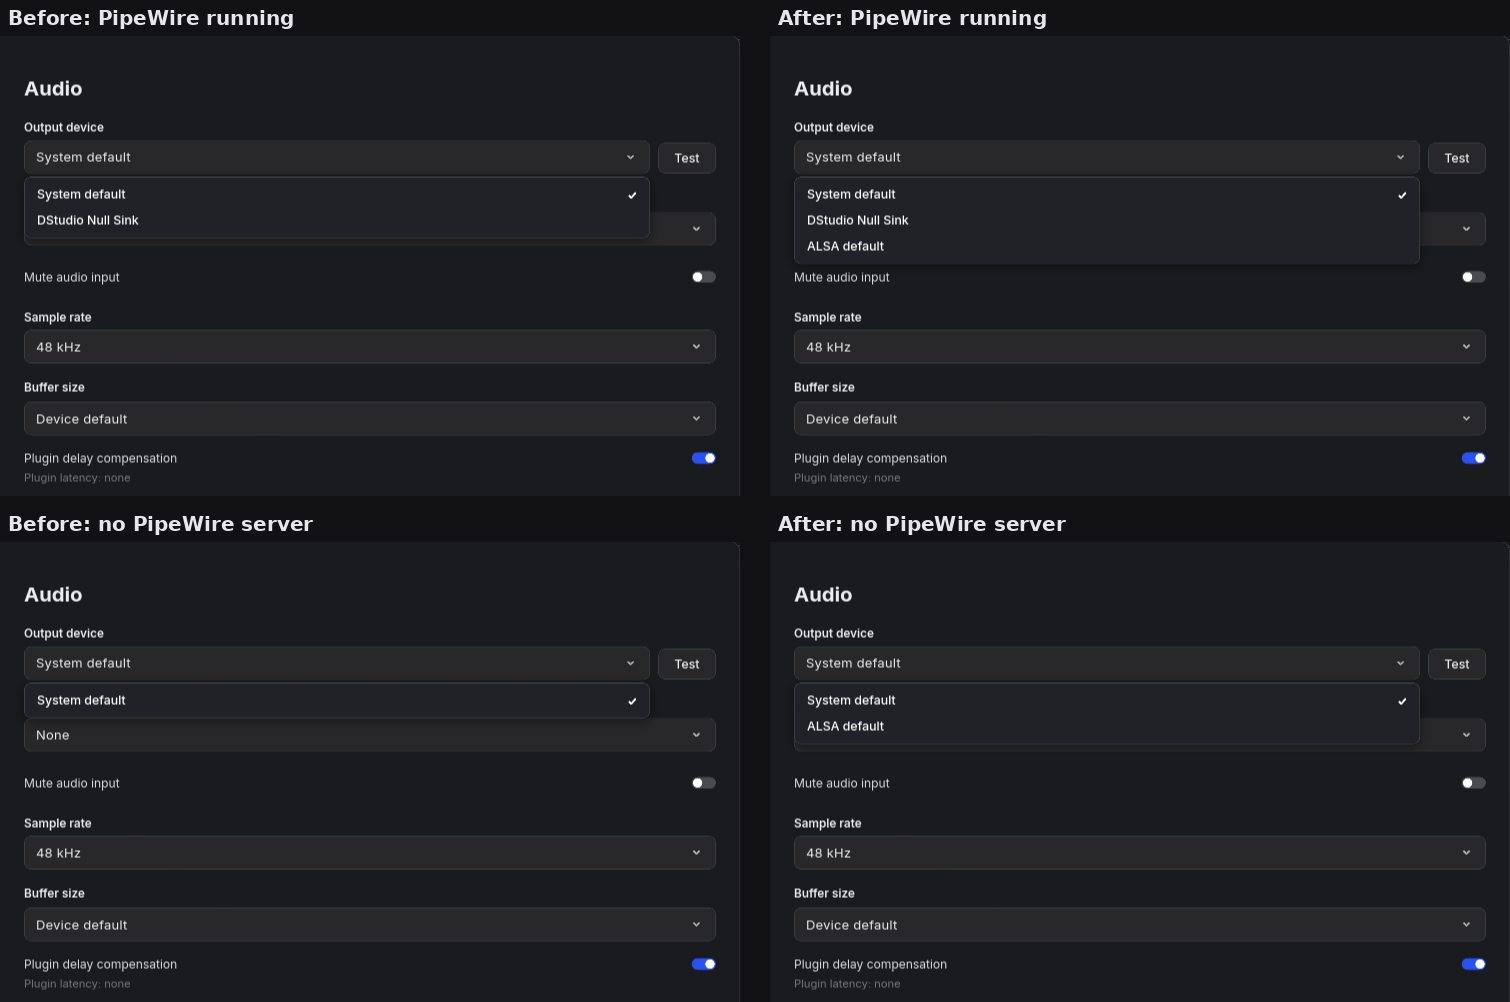 Before: PipeWire running
Audio
Output device
System default
Test
System default
DStudio Null Sink
Mute audio input
Sample rate
48 kHz
Buffer size
Device default
Plugin delay compensation
Plugin latency: none
After: PipeWire running
Audio
Output device
System default
Test
System default
DStudio Null Sink
ALSA default
Mute audio input
Sample rate
48 kHz
Buffer size
Device default
Plugin delay compensation
Plugin latency: none
Before: no PipeWire server
Audio
Output device
System default
Test
System default
None
Mute audio input
Sample rate
48 kHz
Buffer size
Device default
Plugin delay compensation
Plugin latency: none
After: no PipeWire server
Audio
Output device
System default
Test
System default
ALSA default
Mute audio input
Sample rate
48 kHz
Buffer size
Device default
Plugin delay compensation
Plugin latency: none